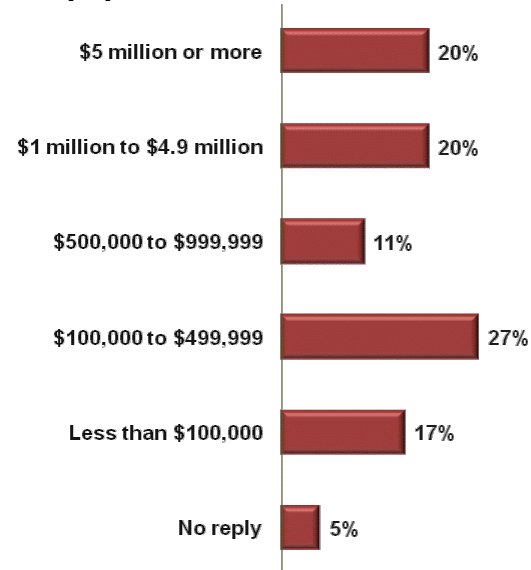 $5 million or more 20%
$1 million to $4.9 million 20%
$500,000 to $999,999 11%
$100,000 to $499,999 27%
Less than $100,000 17%
No reply 5%